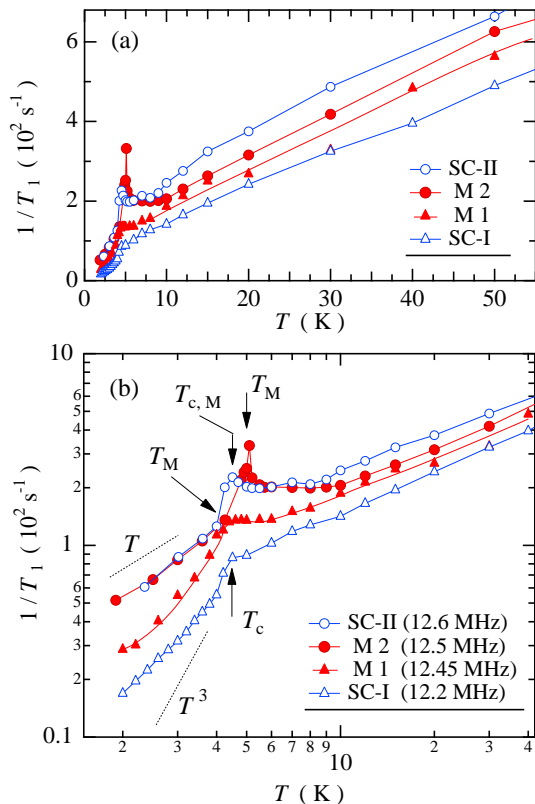 (a)
6
4
2
0
1 / T1 ( 10² s⁻¹)
SC-II
M 2
M 1
SC-I
0 10 20 30 40 50
T ( K )
(b)
10
6
5
4
3
2
1
6
5
4
3
2
0.1
1 / T1 ( 10² s⁻¹)
Tc, M
TM
TM
T
Tc
T 3
SC-II (12.6 MHz)
M 2 (12.5 MHz)
M 1 (12.45 MHz)
SC-I (12.2 MHz)
2 3 4 5 6 7 8 9 10 2 3 4
T ( K )